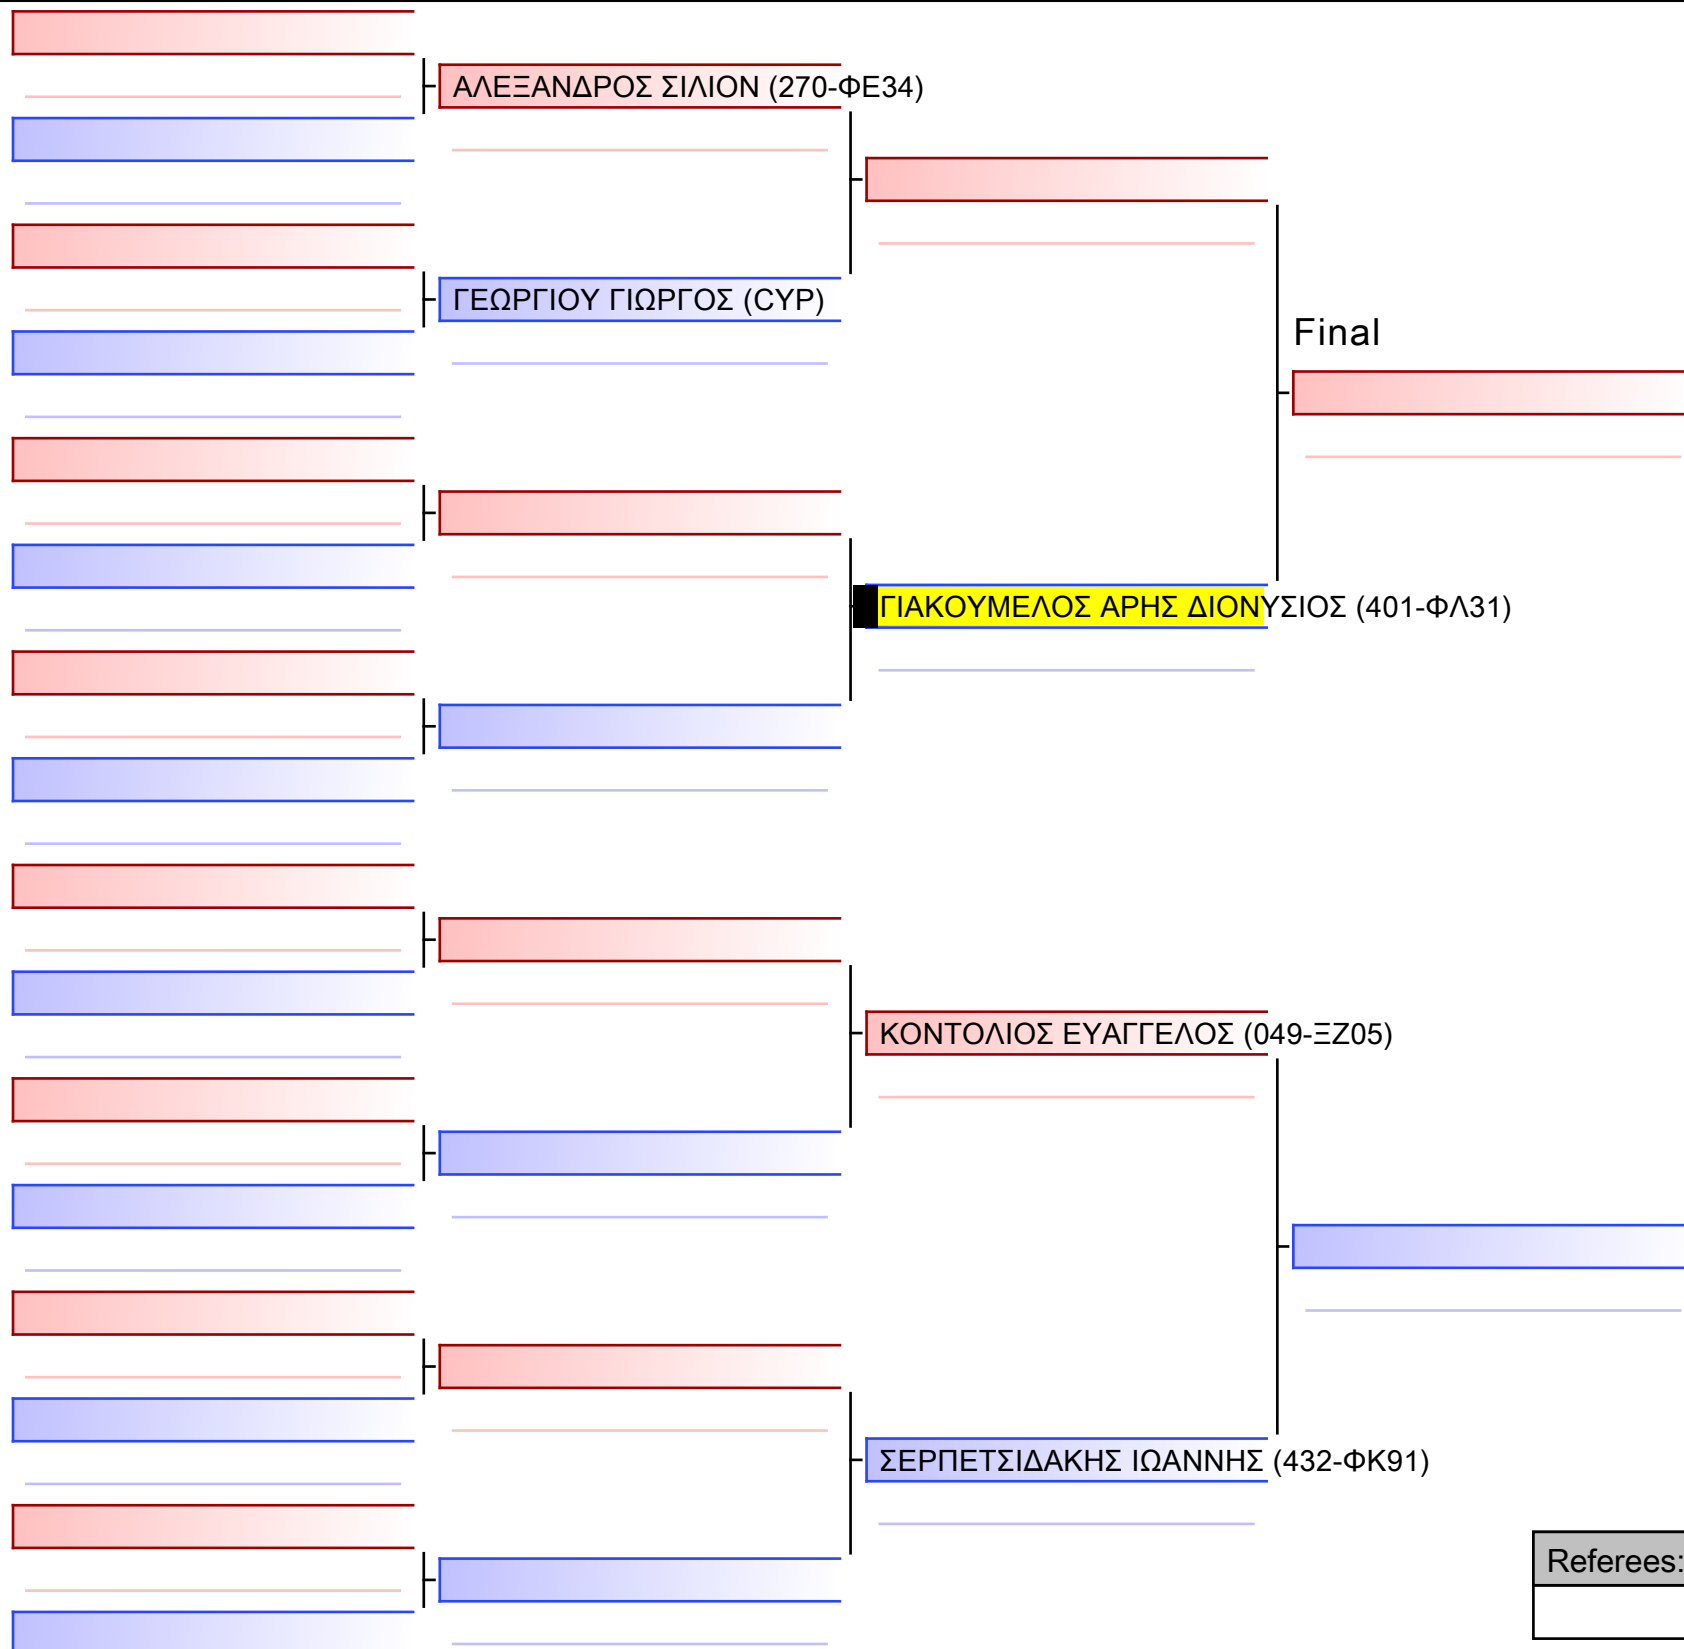 ΑΛΕΞΑΝΔΡΟΣ ΣΙΛΙΟΝ (270-ΦΕ34)
ΓΕΩΡΓΙΟΥ ΓΙΩΡΓΟΣ (CYP)
Final
ΓΙΑΚΟΥΜΕΛΟΣ ΑΡΗΣ ΔΙΟΝΥΣΙΟΣ (401-ΦΛ31)
ΚΟΝΤΟΛΙΟΣ ΕΥΑΓΓΕΛΟΣ (049-ΞΖ05)
ΣΕΡΠΕΤΣΙΔΑΚΗΣ ΙΩΑΝΝΗΣ (432-ΦΚ91)
Referees: